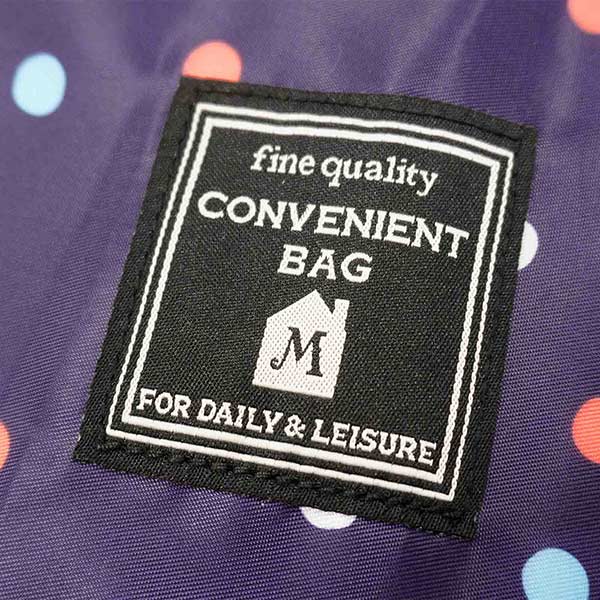 fine quality
CONVENIENT
BAG
M
FOR DAILY & LEISURE